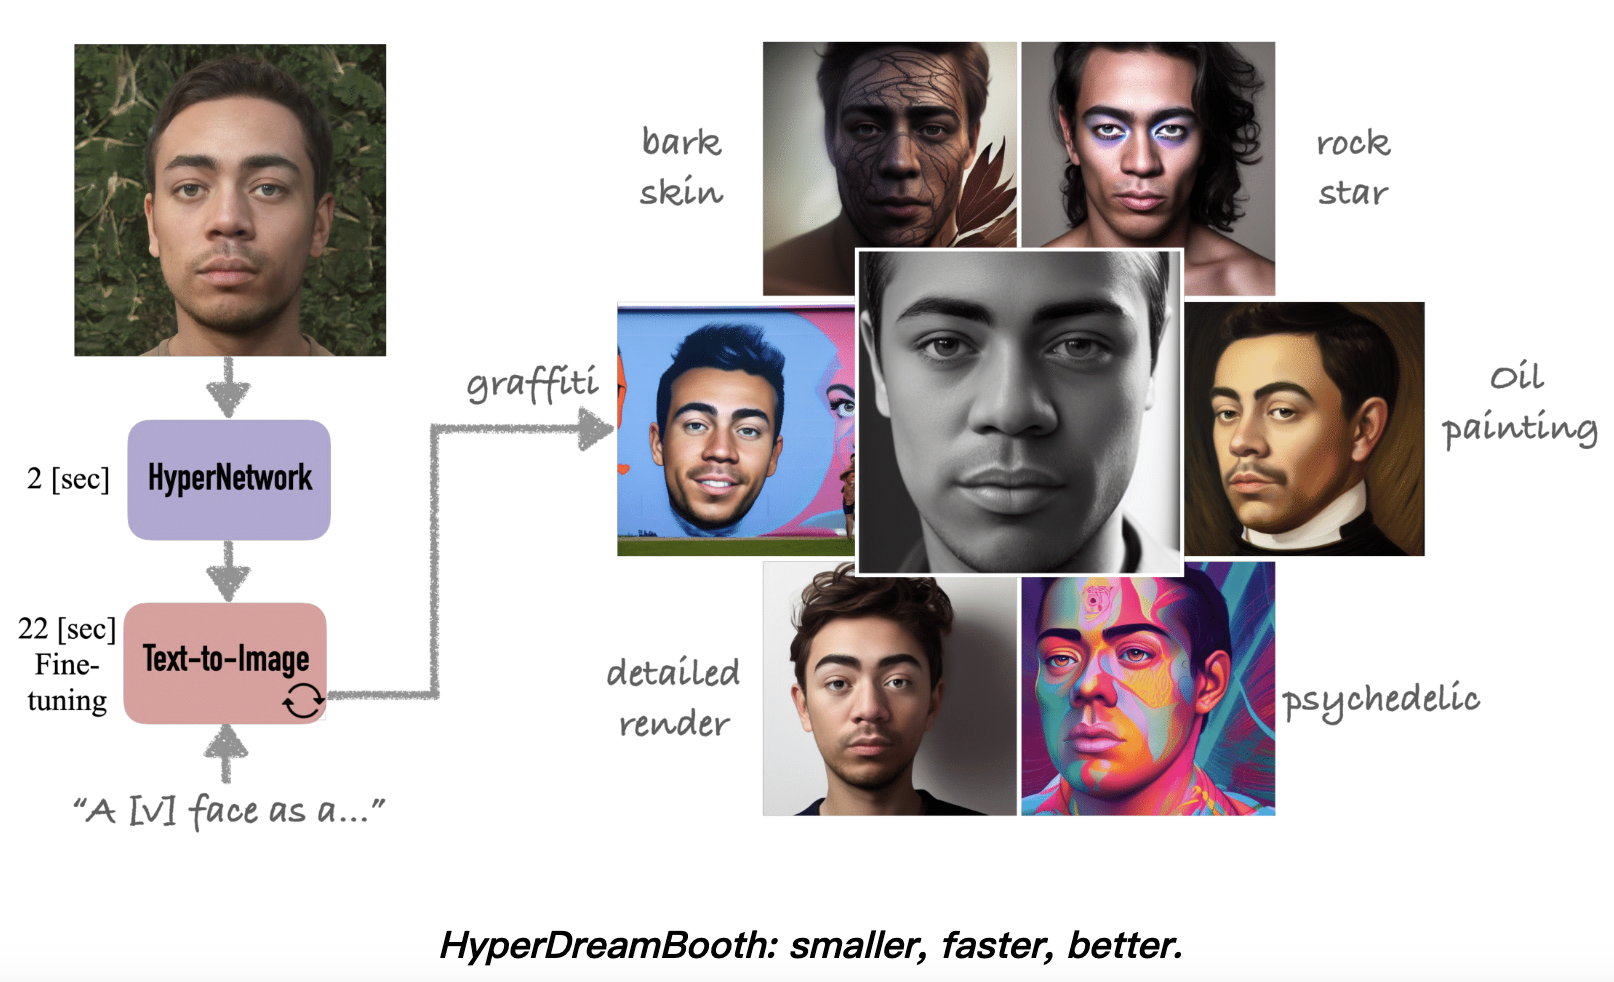 bark
skin
rock
star
graffiti
Oil
painting
2 [sec]
HyperNetwork
22 [sec]
Fine-
tuning
Text-to-Image
detailed
render
psychedelic
“A [V] face as a...”
HyperDreamBooth: smaller, faster, better.